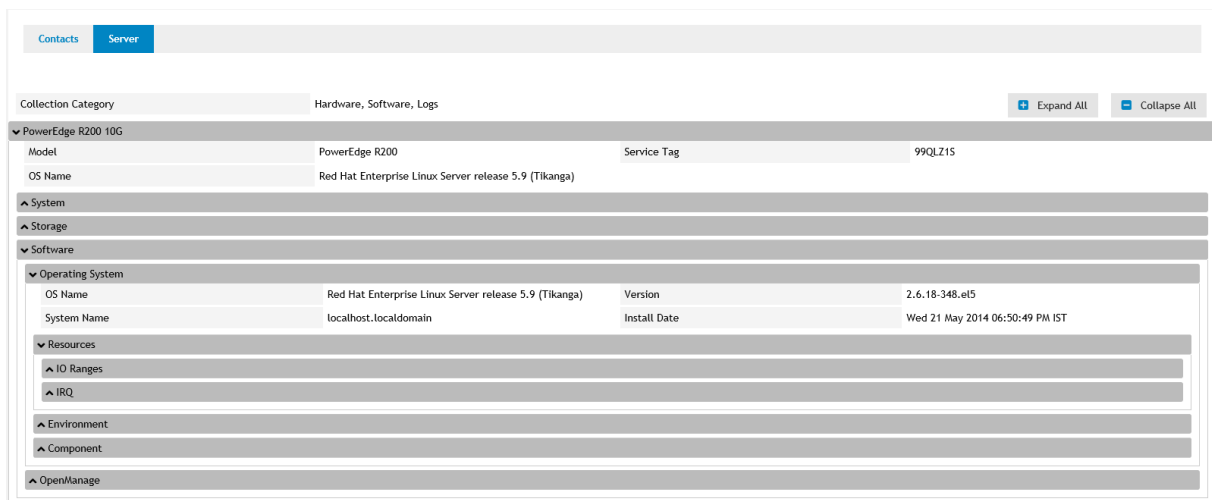 Contacts Server
Collection Category Hardware, Software, Logs Expand All Collapse All
PowerEdge R200 10G
Model PowerEdge R200 Service Tag 99QLZ1S
OS Name Red Hat Enterprise Linux Server release 5.9 (Tikanga)
System
Storage
Software
Operating System
OS Name Red Hat Enterprise Linux Server release 5.9 (Tikanga) Version 2.6.18-348.el5
System Name localhost.localdomain Install Date Wed 21 May 2014 06:50:49 PM IST
Resources
IO Ranges
IRQ
Environment
Component
OpenManage